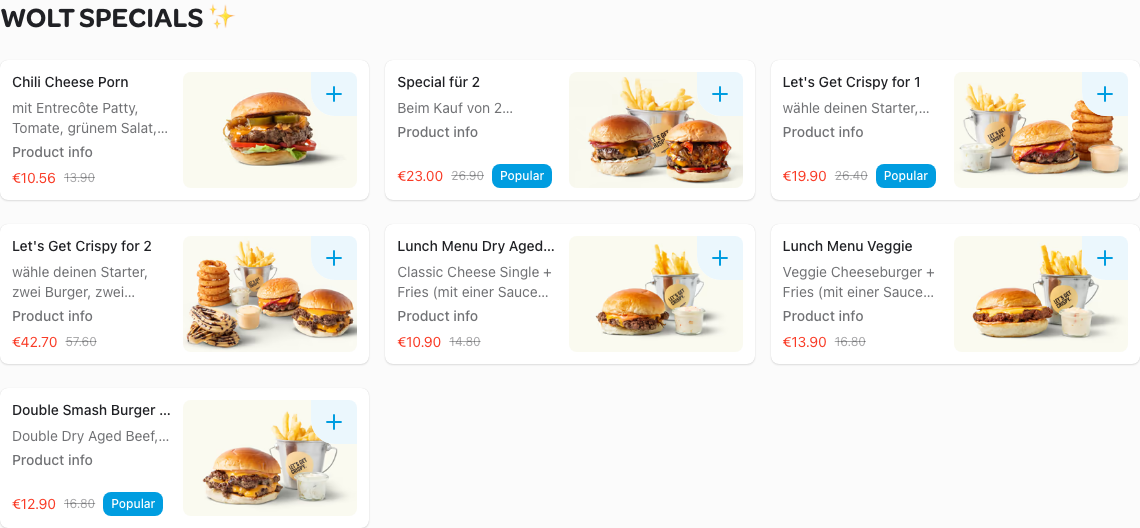 WOLT SPECIALS ✨
Chili Cheese Porn
mit Entrecôte Patty,
Tomate, grünem Salat,...
Product info
€10.56 13.90
Special für 2
Beim Kauf von 2...
Product info
€23.00 26.90 Popular
Let's Get Crispy for 1
wähle deinen Starter,...
Product info
€19.90 26.40 Popular
Let's Get Crispy for 2
wähle deinen Starter,
zwei Burger, zwei...
Product info
€42.70 57.60
Lunch Menu Dry Aged...
Classic Cheese Single +
Fries (mit einer Sauce...
Product info
€10.90 14.80
Lunch Menu Veggie
Veggie Cheeseburger +
Fries (mit einer Sauce...
Product info
€13.90 16.80
Double Smash Burger ...
Double Dry Aged Beef,...
Product info
€12.90 16.80 Popular
LET'S GET
CRISPY.